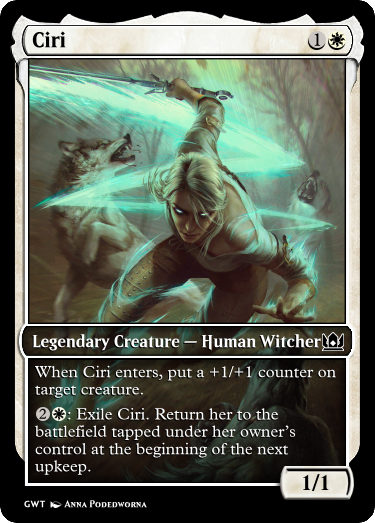 Ciri 1
Legendary Creature — Human Witcher
When Ciri enters, put a +1/+1 counter on
target creature.
2: Exile Ciri. Return her to the
battlefield tapped under her owner's
control at the beginning of the next
upkeep.
1/1
GWT Anna Podedworna